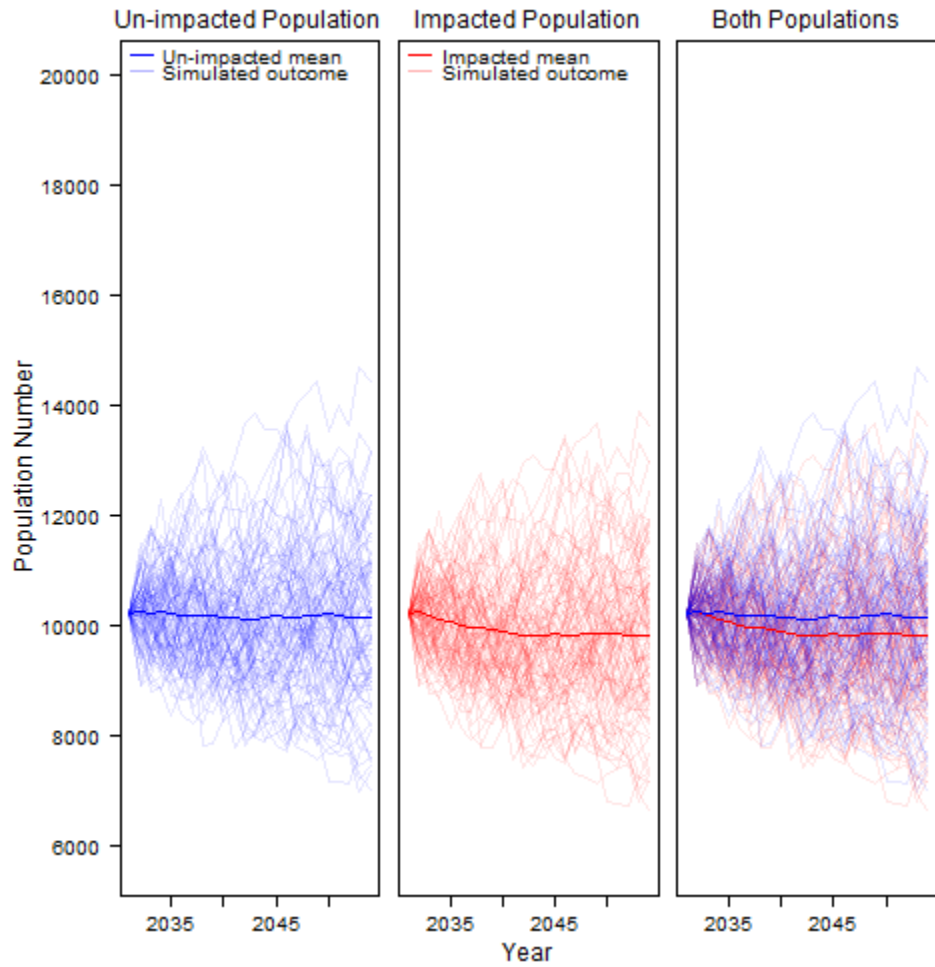 Un-impacted Population
Impacted Population
Both Populations
Un-impacted mean
Simulated outcome
Impacted mean
Simulated outcome
20000
18000
16000
14000
12000
10000
8000
6000
Population Number
2035
2045
2035
2045
2035
2045
Year